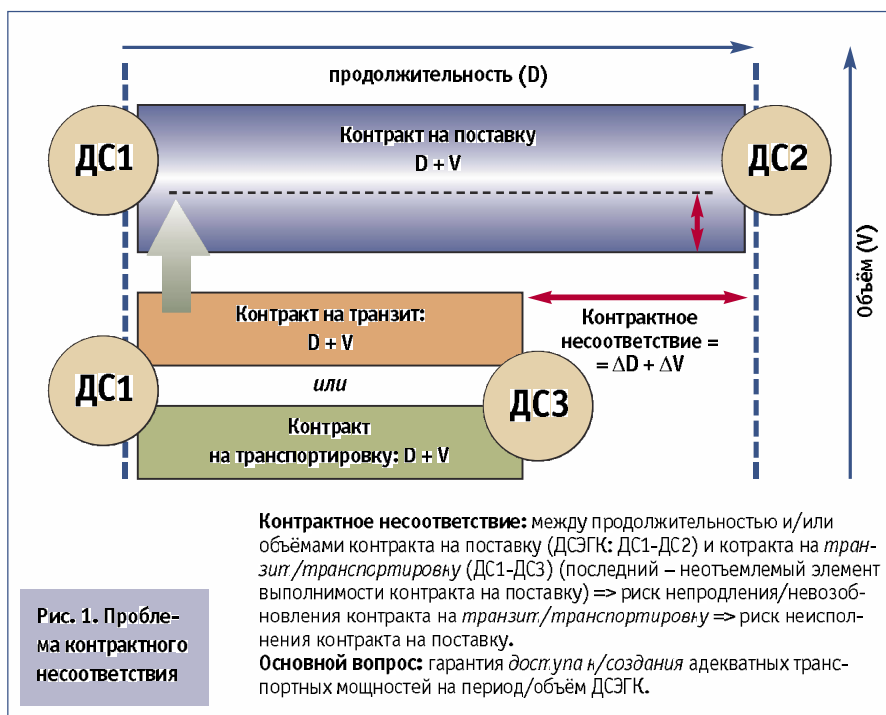 продолжительность (D)
Контракт на поставку
D + V
ДС1
ДС2
Объём (V)
Контракт на транзит:
D + V
или
Контракт
на транспортировку: D + V
ДС1
ДС3
Контрактное
несоответствие =
= ΔD + ΔV
Контрактное несоответствие: между продолжительностью и/или
объёмами контракта на поставку (ДСЭГК: ДС1-ДС2) и котракта на тран-
зит/транспортировку (ДС1-ДС3) (последний – неотъемлемый элемент
выполнимости контракта на поставку) => риск непродления/невозоб-
новления контракта на транзит/транспортировку => риск неиспол-
нения контракта на поставку.
Основной вопрос: гарантия доступа к/создания адекватных транс-
портных мощностей на период/объём ДСЭГК.
Рис. 1. Пробле-
ма контрактного
несоответствия